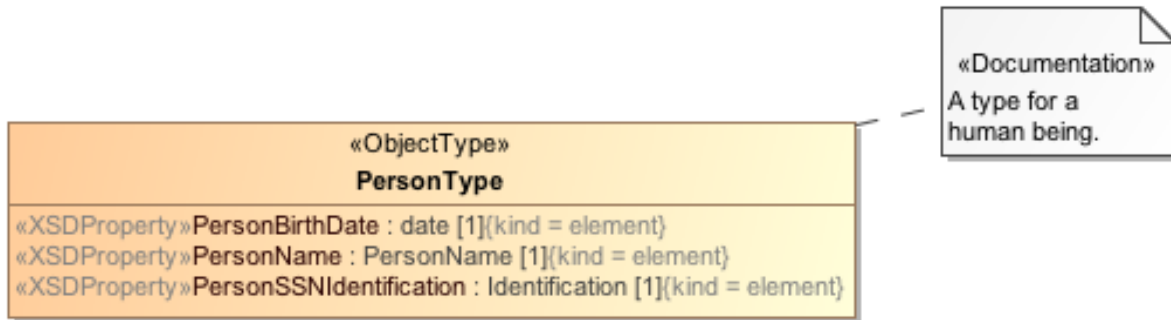 «Documentation»
A type for a
human being.
«ObjectType»
PersonType
«XSDProperty»PersonBirthDate : date [1]{kind = element}
«XSDProperty»PersonName : PersonName [1]{kind = element}
«XSDProperty»PersonSSNIdentification : Identification [1]{kind = element}